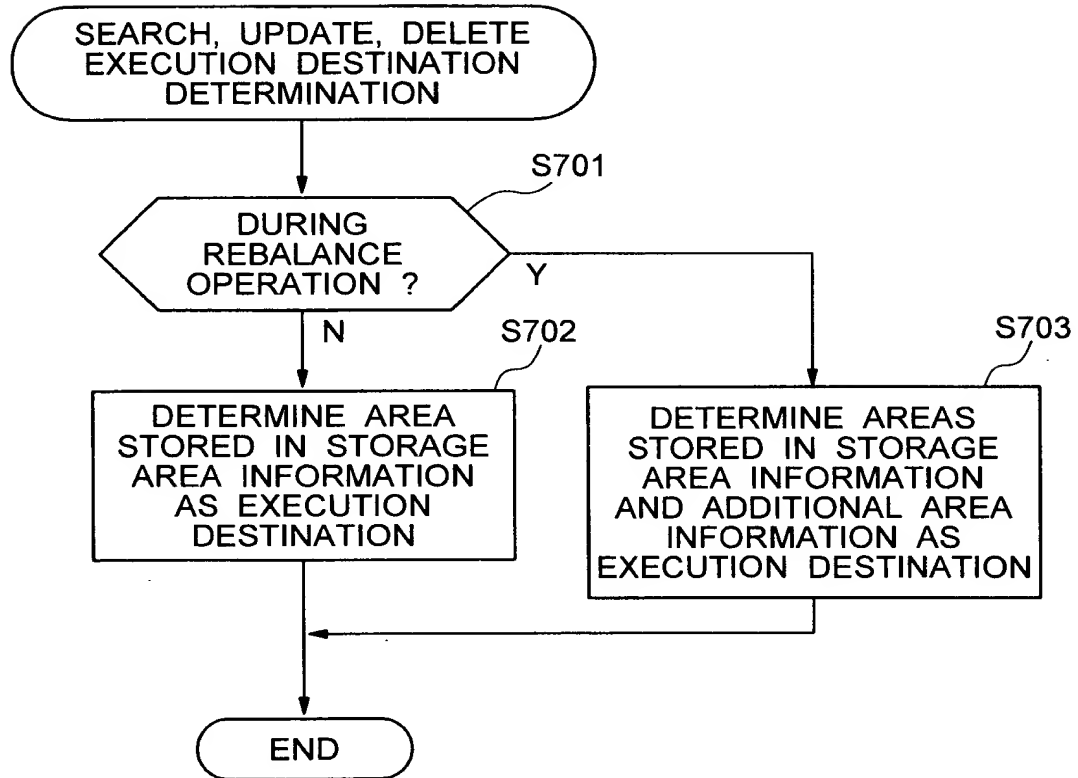 SEARCH, UPDATE, DELETE
EXECUTION DESTINATION
DETERMINATION
S701
DURING
REBALANCE
OPERATION ?
Y
N
S702
DETERMINE AREA
STORED IN STORAGE
AREA INFORMATION
AS EXECUTION
DESTINATION
S703
DETERMINE AREAS
STORED IN STORAGE
AREA INFORMATION
AND ADDITIONAL AREA
INFORMATION AS
EXECUTION DESTINATION
END